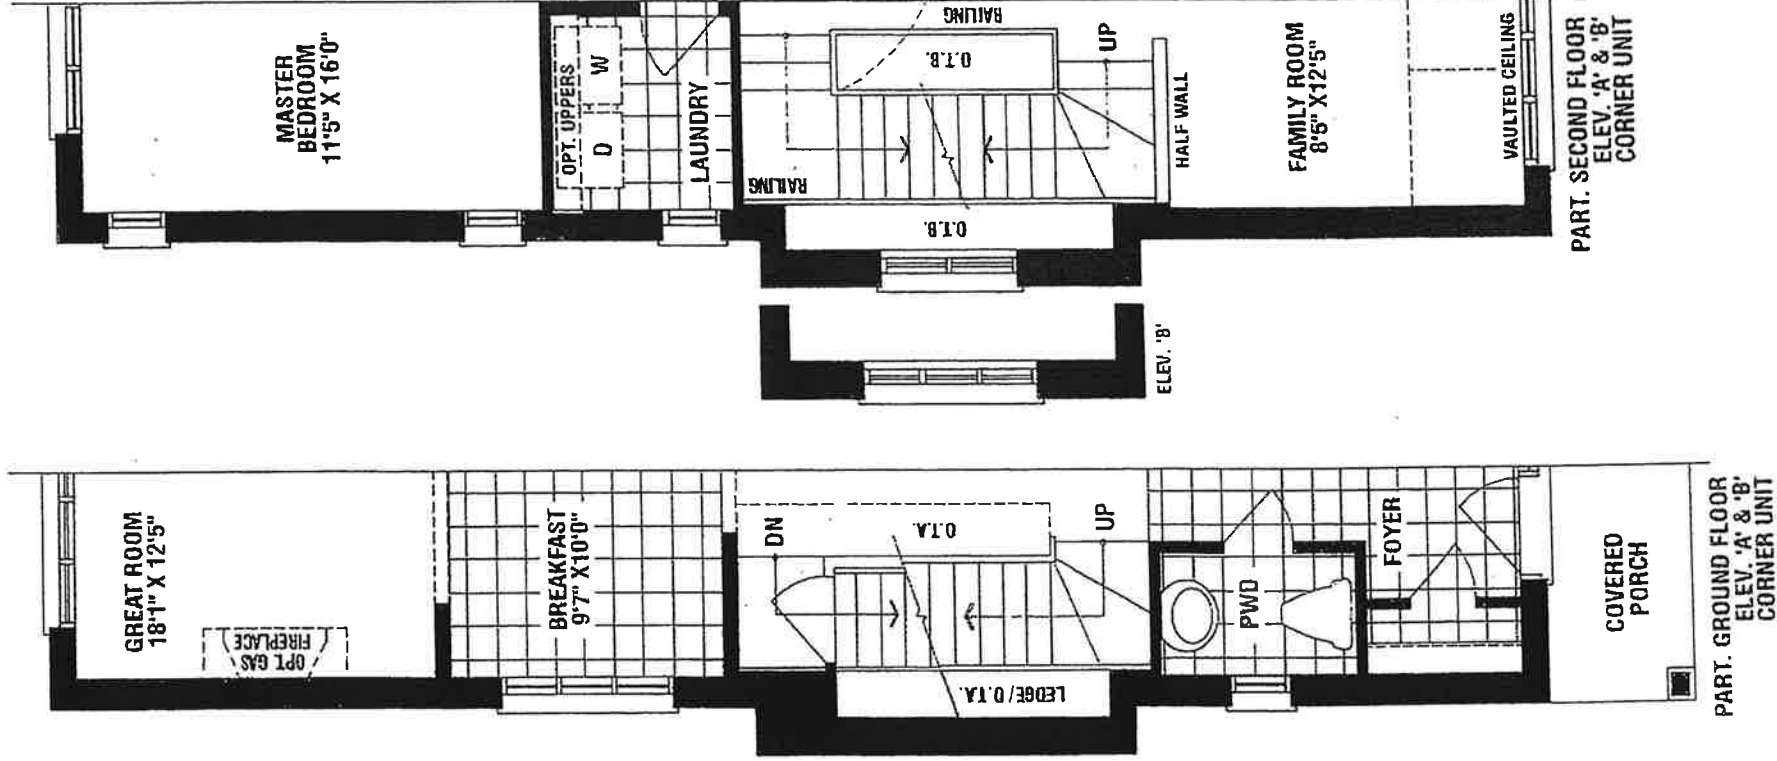 MASTER
BEDROOM
11'5" X 16'0"
OPT. UPPERS
D
W
LAUNDRY
RAILING
O.T.B.
RAILING
O.T.B.
UP
HALF WALL
FAMILY ROOM
8'5" X12'5"
VAULTED CEILING
PART. SECOND FLOOR
ELEV. 'A' & 'B'
CORNER UNIT
ELEV. 'B'
GREAT ROOM
18'1" X 12'5"
OPT. GAS
FIREPLACE
BREAKFAST
9'7" X10'0"
DN
O.T.A.
UP
LEDGE / O.T.A.
PWD
FOYER
COVERED
PORCH
PART. GROUND FLOOR
ELEV. 'A' & 'B'
CORNER UNIT